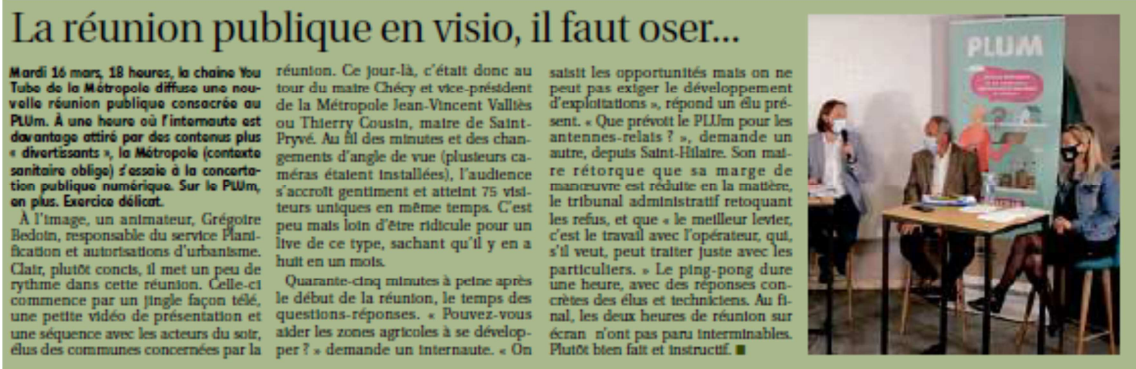 La réunion publique en visio, il faut oser...
Mardi 16 mars, 18 heures, la chaîne You
Tube de la Métropole diffuse une nou-
velle réunion publique consacrée au
PLUm. À une heure où l'internaute est
davantage attiré par des contenus plus
« divertissants », la Métropole (contexte
sanitaire oblige) s'essaie à la concerta-
tion publique numérique. Sur le PLUm,
en plus. Exercice délicat.
À l'image, un animateur, Grégoire
Bedoin, responsable du service Plani-
fication et autorisations d'urbanisme.
Clair, plutôt concis, il met un peu de
rythme dans cette réunion. Celle-ci
commence par un jingle façon télé,
une petite vidéo de présentation et
une séquence avec les acteurs du soir,
élus des communes concernées par la
réunion. Ce jour-là, c'était donc au
tour du maire Chécy et vice-président
de la Métropole Jean-Vincent Valliès
ou Thierry Cousin, maire de Saint-
Pryvé. Au fil des minutes et des chan-
gements d'angle de vue (plusieurs ca-
méras étaient installées), l'audience
s'accroît gentiment et atteint 75 visi-
teurs uniques en même temps. C'est
peu mais loin d'être ridicule pour un
live de ce type, sachant qu'il y en a
huit en un mois.
Quarante-cinq minutes à peine après
le début de la réunion, le temps des
questions-réponses. « Pouvez-vous
aider les zones agricoles à se dévelop-
per ? » demande un internaute. « On
saisit les opportunités mais on ne
peut pas exiger le développement
d'exploitations », répond un élu pré-
sent. « Que prévoit le PLUm pour les
antennes-relais ? », demande un
autre, depuis Saint-Hilaire. Son mai-
re rétorque que sa marge de
manœuvre est réduite en la matière,
le tribunal administratif retoquant
les refus, et que « le meilleur levier,
c'est le travail avec l'opérateur, qui,
s'il veut, peut traiter juste avec les
particuliers. » Le ping-pong dure
une heure, avec des réponses con-
crètes des élus et techniciens. Au fi-
nal, les deux heures de réunion sur
écran n'ont pas paru interminables.
Plutôt bien fait et instructif.
PLUM